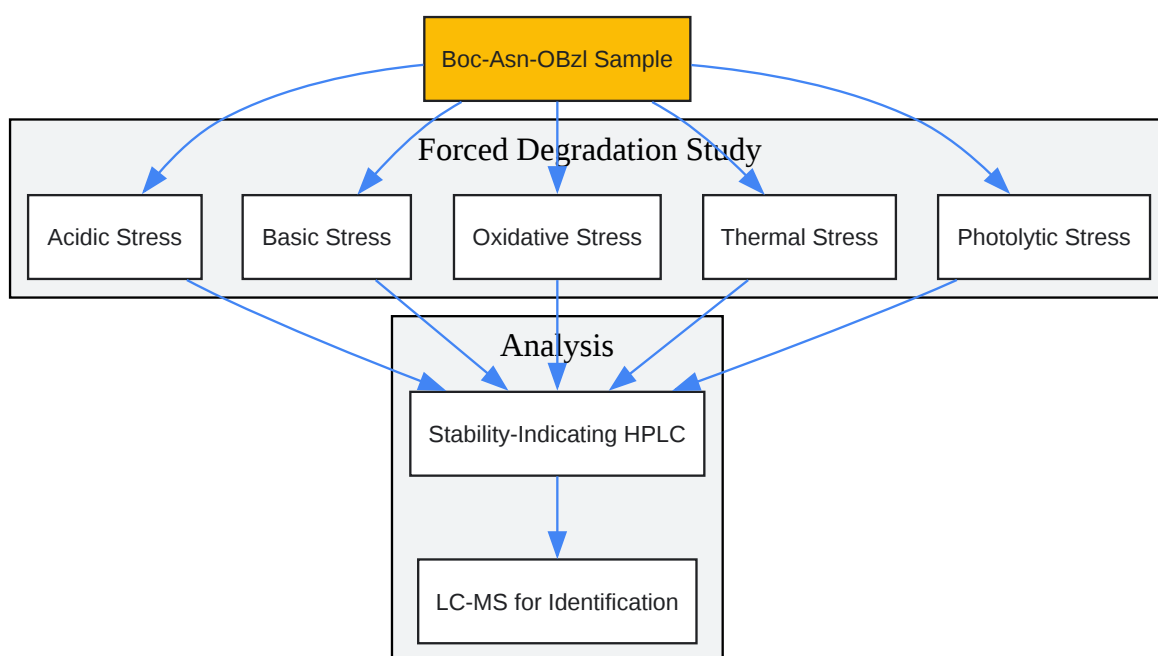 Boc-Asn-OBzl Sample
Forced Degradation Study
Acidic Stress
Basic Stress
Oxidative Stress
Thermal Stress
Photolytic Stress
Analysis
Stability-Indicating HPLC
LC-MS for Identification